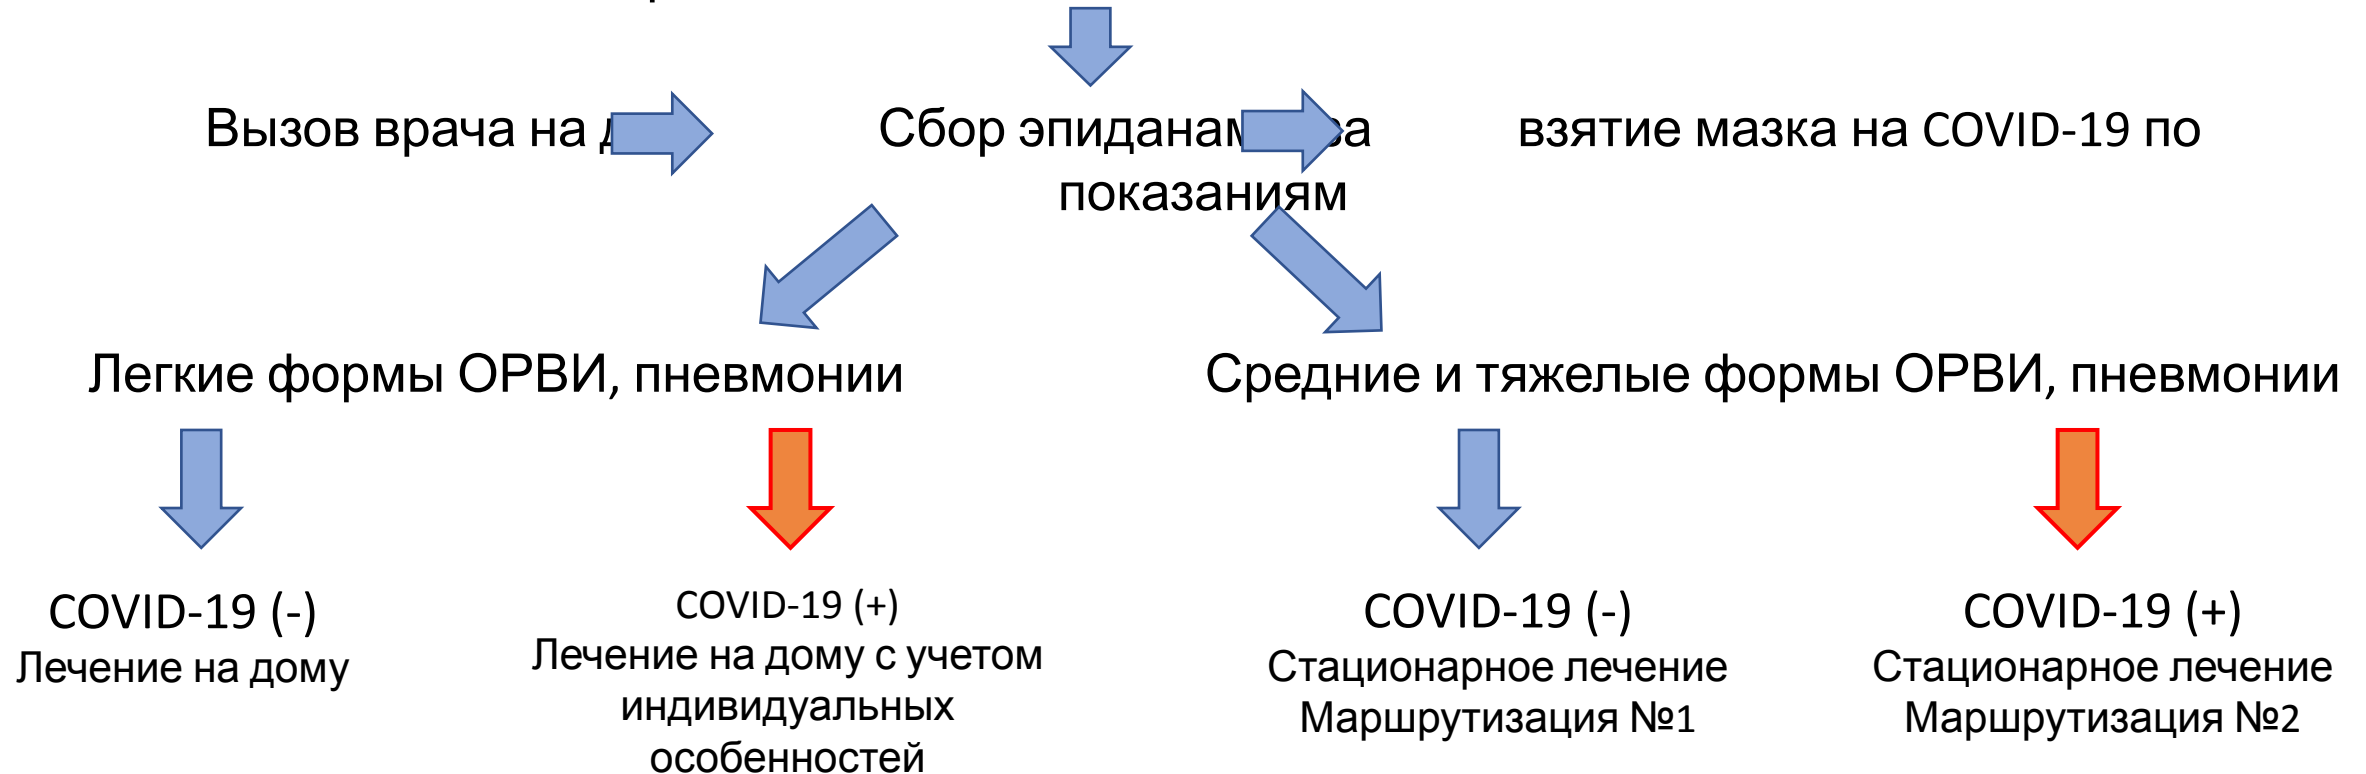 Вызов врача на
Сбор эпиданам
взятие мазка на COVID-19 по
показаниям
Легкие формы ОРВИ, пневмонии
Средние и тяжелые формы ОРВИ, пневмонии
COVID-19 (-)
Лечение на дому
COVID-19 (+)
Лечение на дому с учетом
индивидуальных
особенностей
COVID-19 (-)
Стационарное лечение
Маршрутизация №1
COVID-19 (+)
Стационарное лечение
Маршрутизация №2